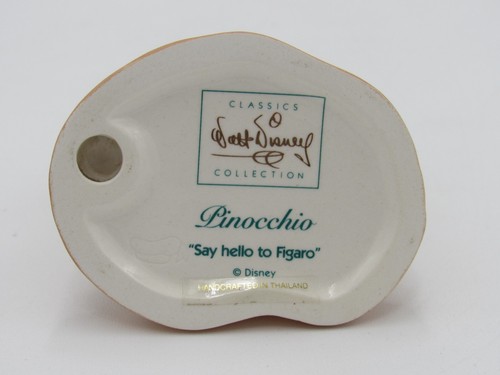 CLASSICS
Walt Disney
COLLECTION
Pinocchio
"Say hello to Figaro"
© Disney
HANDCRAFTED IN THAILAND